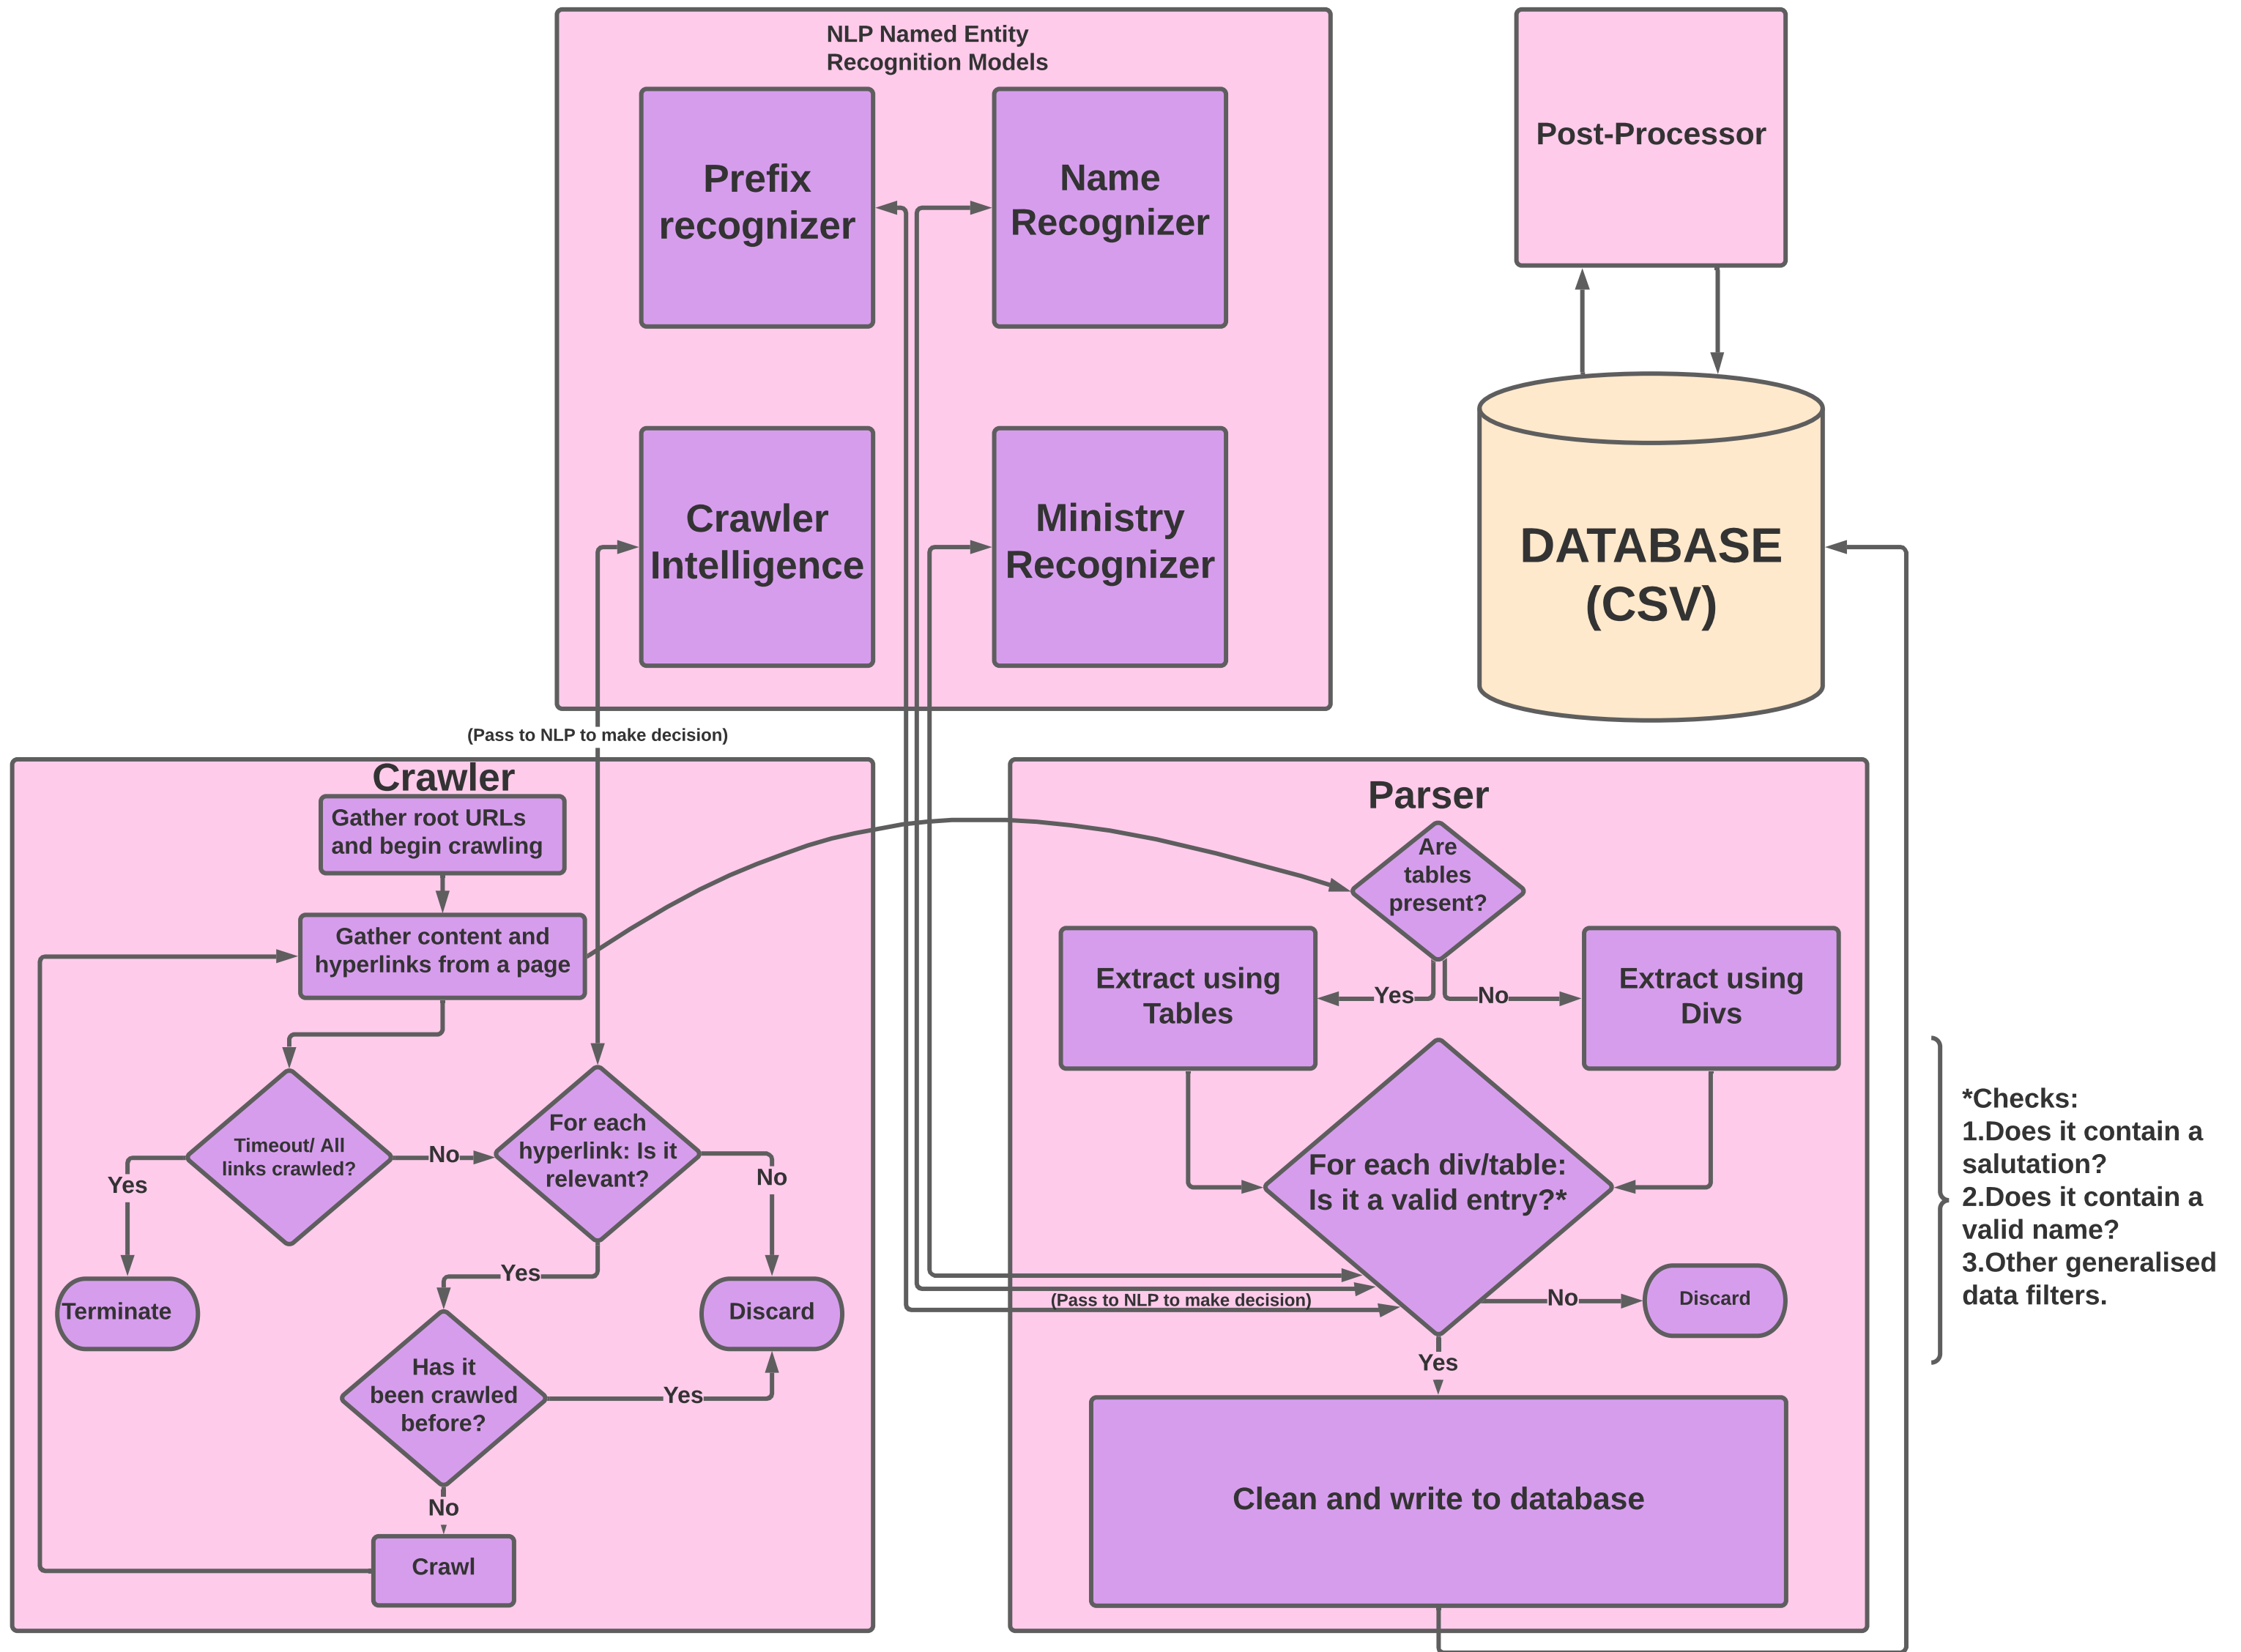 NLP Named Entity
Recognition Models
Prefix
recognizer
Name
Recognizer
Crawler
Intelligence
Ministry
Recognizer
Post-Processor
DATABASE
(CSV)
(Pass to NLP to make decision)
Crawler
Gather root URLs
and begin crawling
Gather content and
hyperlinks from a page
Timeout/ All
links crawled?
No
For each
hyperlink: Is it
relevant?
Yes
No
Terminate
Yes
Discard
Has it
been crawled
before?
Yes
No
Crawl
Parser
Are
tables
present?
Yes
No
Extract using
Tables
Extract using
Divs
For each div/table:
Is it a valid entry?*
(Pass to NLP to make decision)
No
Discard
Yes
Clean and write to database
*Checks:
1.Does it contain a
salutation?
2.Does it contain a
valid name?
3.Other generalised
data filters.